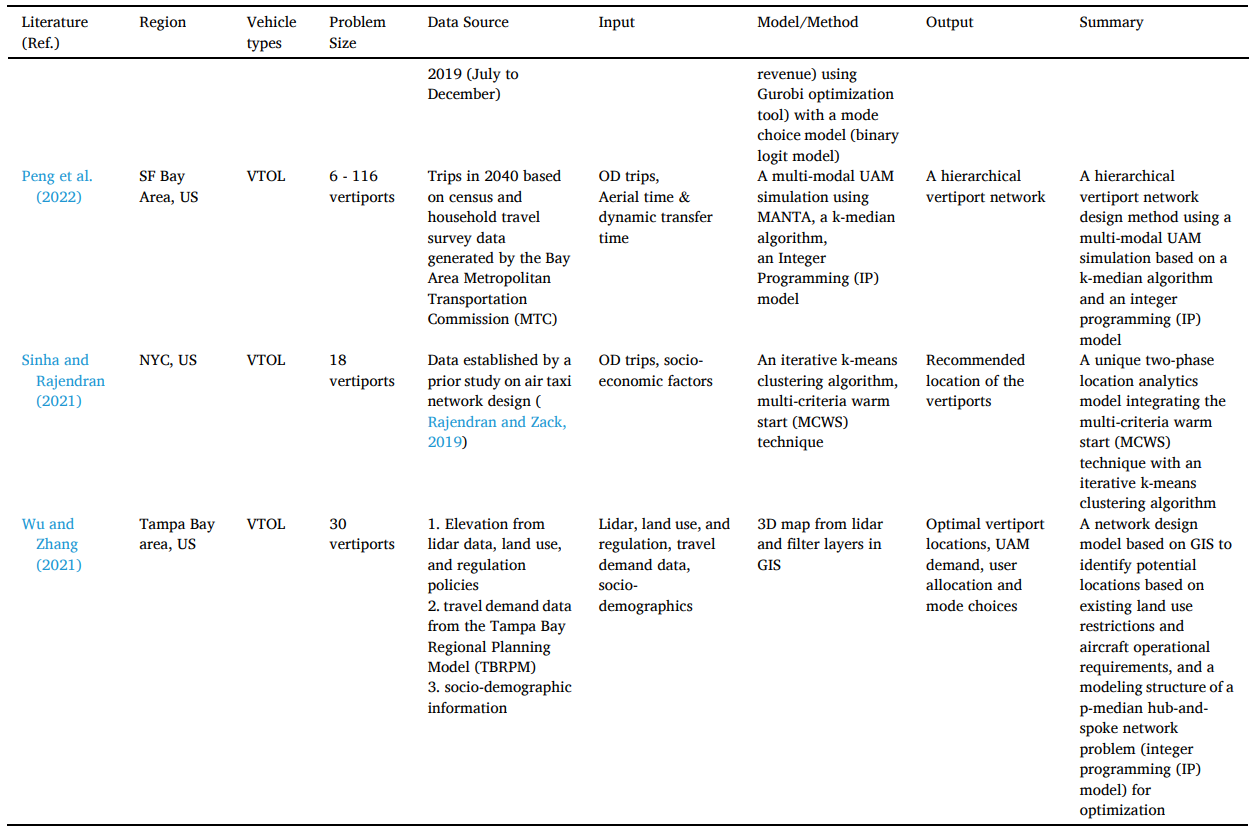 Literature (Ref.)
Region
Vehicle types
Problem Size
Data Source
Input
Model/Method
Output
Summary
2019 (July to
December)
revenue) using
Gurobi optimization
tool) with a mode
choice model (binary
logit model)
Peng et al.
(2022)
SF Bay
Area, US
VTOL
6 - 116
vertiports
Trips in 2040 based
on census and
household travel
survey data
generated by the Bay
Area Metropolitan
Transportation
Commission (MTC)
OD trips,
Aerial time &
dynamic transfer
time
A multi-modal UAM
simulation using
MANTA, a k-median
algorithm,
an Integer
Programming (IP)
model
A hierarchical
vertiport network
A hierarchical
vertiport network
design method using a
multi-modal UAM
simulation based on a
k-median algorithm
and an integer
programming (IP)
model
Sinha and
Rajendran
(2021)
NYC, US
VTOL
18
vertiports
Data established by a
prior study on air taxi
network design (
Rajendran and Zack,
2019)
OD trips, socio-
economic factors
An iterative k-means
clustering algorithm,
multi-criteria warm
start (MCWS)
technique
Recommended
location of the
vertiports
A unique two-phase
location analytics
model integrating the
multi-criteria warm
start (MCWS)
technique with an
iterative k-means
clustering algorithm
Wu and
Zhang
(2021)
Tampa Bay
area, US
VTOL
30
vertiports
1. Elevation from
lidar data, land use,
and regulation
policies
2. travel demand data
from the Tampa Bay
Regional Planning
Model (TBRPM)
3. socio-demographic
information
Lidar, land use, and
regulation, travel
demand data,
socio-
demographics
3D map from lidar
and filter layers in
GIS
Optimal vertiport
locations, UAM
demand, user
allocation and
mode choices
A network design
model based on GIS to
identify potential
locations based on
existing land use
restrictions and
aircraft operational
requirements, and a
modeling structure of a
p-median hub-and-
spoke network
problem (integer
programming (IP)
model) for
optimization